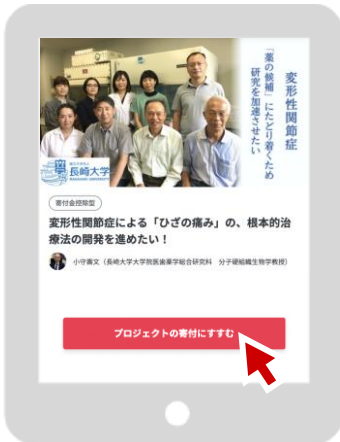 変形性関節症
「薬の候補」にたどり着くため
研究を加速させたい
長崎大学
NAGASAKI UNIVERSITY
寄付金控除型
変形性関節症による「ひざの痛み」の、根本的治
療法の開発を進めたい！
小守壽文（長崎大学大学院医歯薬学総合研究科　分子硬組織生物学教授）
プロジェクトの寄付にすすむ